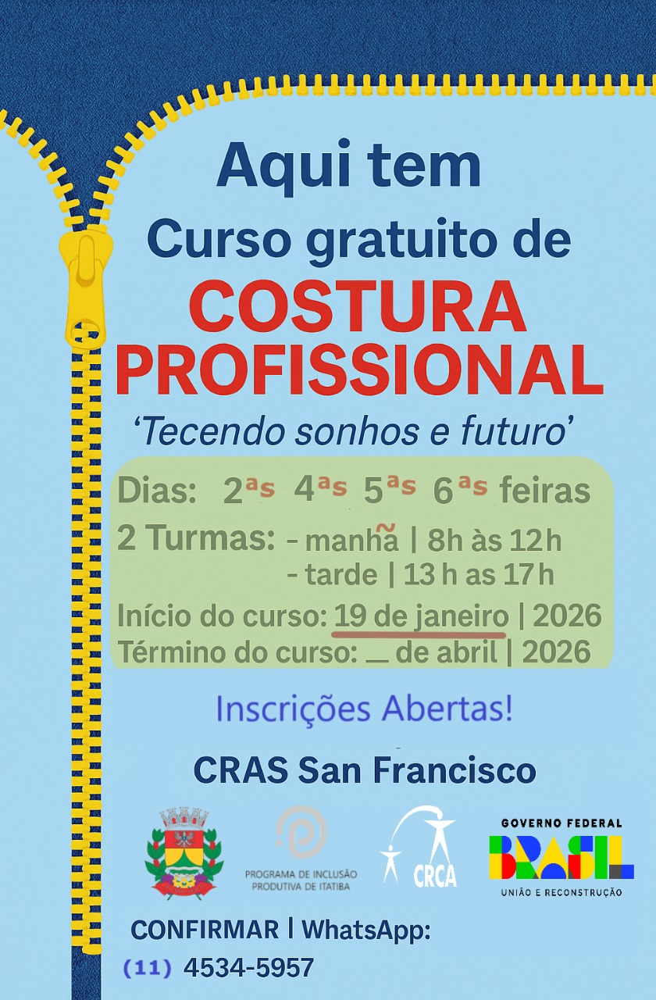 Aqui tem
Curso gratuito de
COSTURA
PROFISSIONAL
‘Tecendo sonhos e futuro’
Dias: 2ªs 4ªs 5ªs 6ªs feiras
2 Turmas: - manhã | 8h às 12h
- tarde | 13 h as 17h
Início do curso: 19 de janeiro | 2026
Término do curso: __ de abril | 2026
Inscrições Abertas!
CRAS San Francisco
PROGRAMA DE INCLUSÃO
PRODUTIVA DE ITATIBA
CRCA
GOVERNO FEDERAL
BRASIL
UNIÃO E RECONSTRUÇÃO
CONFIRMAR | WhatsApp:
(11) 4534-5957